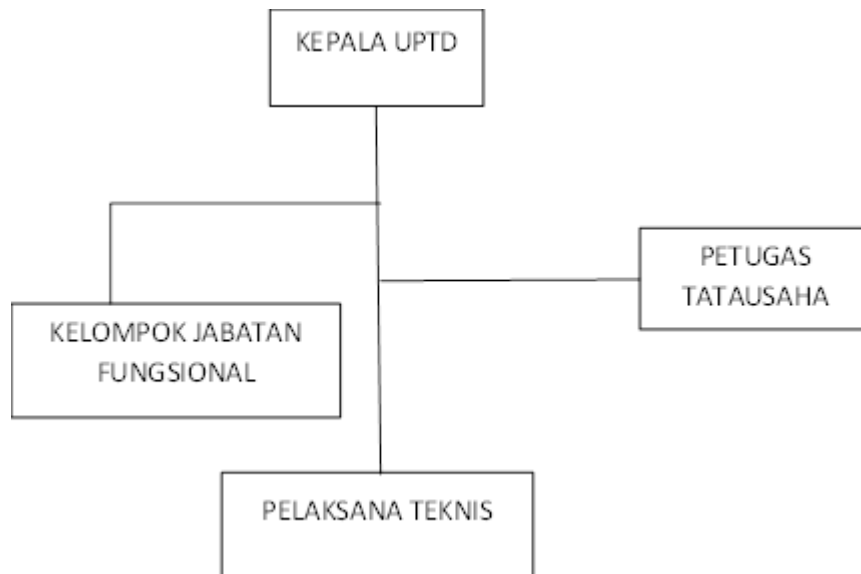 KEPALA UPTD
PETUGAS
TATAUSAHA
KELOMPOK JABATAN
FUNGSIONAL
PELAKSANA TEKNIS